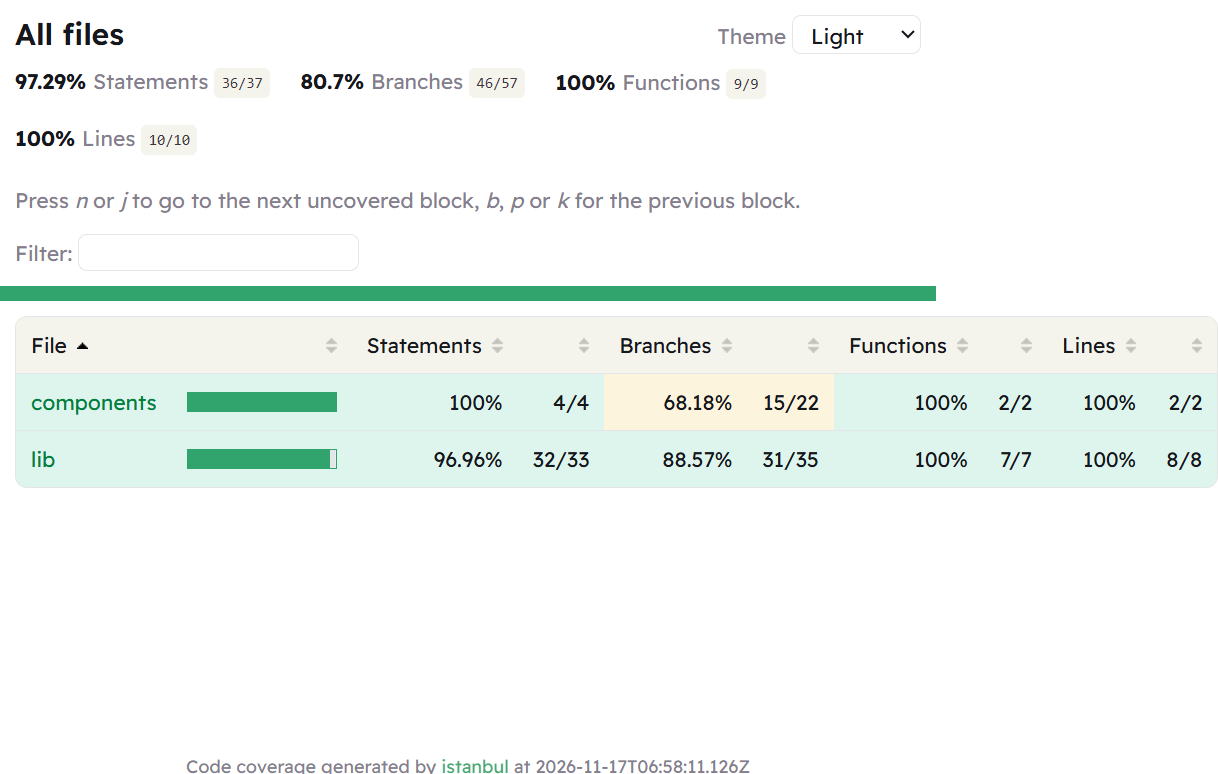 All files
Theme Light
97.29% Statements 36/37 80.7% Branches 46/57 100% Functions 9/9
100% Lines 10/10
Press n or j to go to the next uncovered block, b, p or k for the previous block.
Filter:
File Statements Branches Functions Lines
components 100% 4/4 68.18% 15/22 100% 2/2 100% 2/2
lib 96.96% 32/33 88.57% 31/35 100% 7/7 100% 8/8
Code coverage generated by istanbul at 2026-11-17T06:58:11.126Z